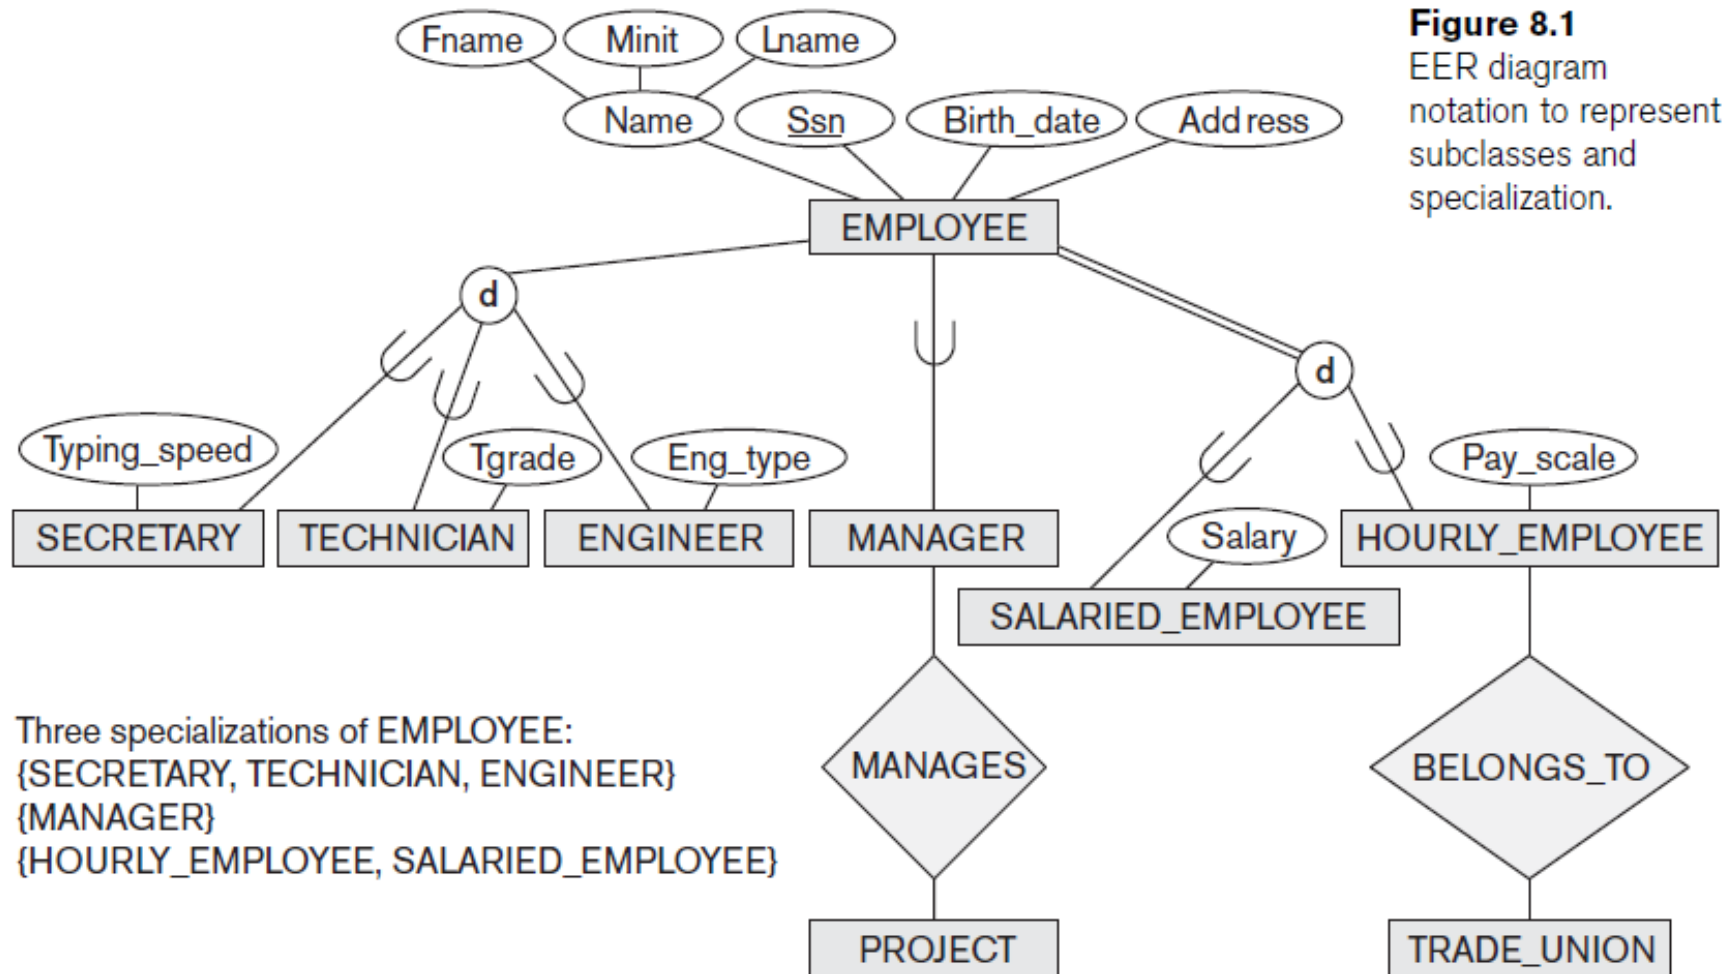 Figure 8.1
EER diagram
notation to represent
subclasses and
specialization.
Fname
Minit
Lname
Name
Ssn
Birth_date
Add ress
EMPLOYEE
d
d
Typing_speed
Tgrade
Eng_type
Pay_scale
SECRETARY
TECHNICIAN
ENGINEER
MANAGER
Salary
HOURLY_EMPLOYEE
SALARIED_EMPLOYEE
Three specializations of EMPLOYEE:
{SECRETARY, TECHNICIAN, ENGINEER}
{MANAGER}
{HOURLY_EMPLOYEE, SALARIED_EMPLOYEE}
MANAGES
BELONGS_TO
PROJECT
TRADE_UNION